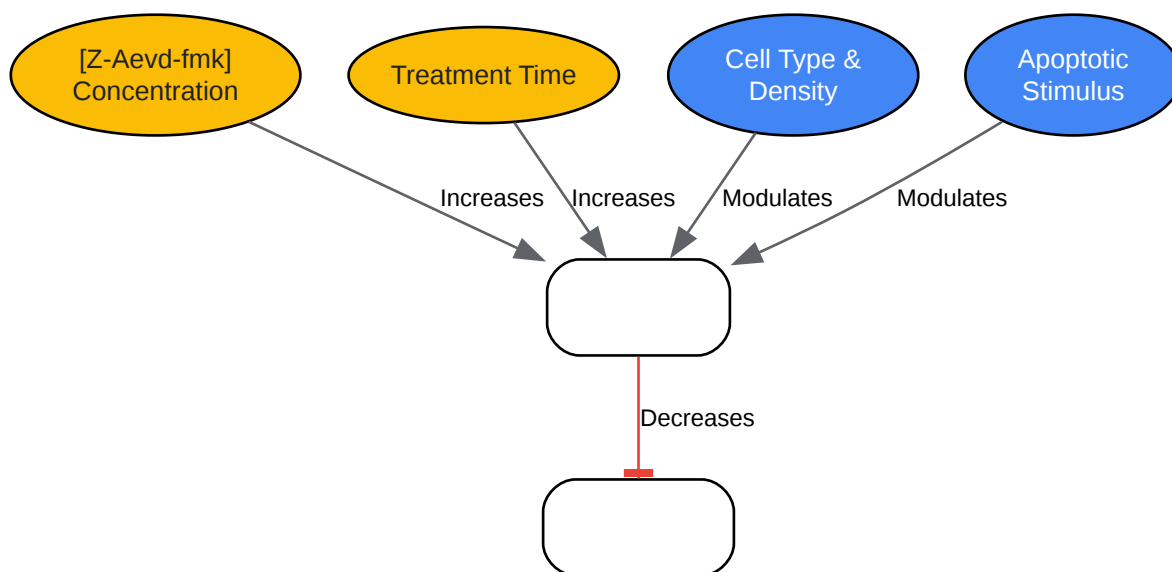 [Z-Aevd-fmk]
Concentration
Treatment Time
Cell Type &
Density
Apoptotic
Stimulus
Increases
Increases
Modulates
Modulates
Decreases